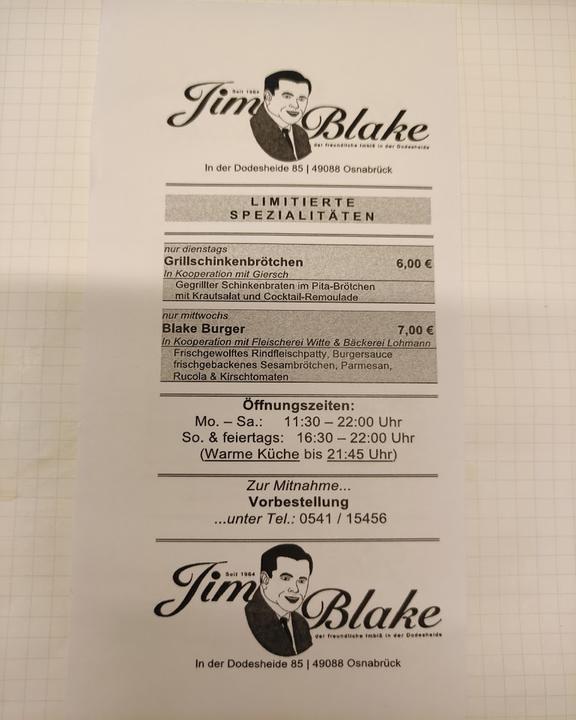 Seit 1964
Jim Blake
der freundliche Imbiß in der Dodesheide
In der Dodesheide 85 | 49088 Osnabrück
LIMITIERTE
SPEZIALITÄTEN
nur dienstags
Grillschinkenbrötchen 6,00 €
In Kooperation mit Giersch
Gegrillter Schinkenbraten im Pita-Brötchen
mit Krautsalat und Cocktail-Remoulade
nur mittwochs
Blake Burger 7,00 €
In Kooperation mit Fleischerei Witte & Bäckerei Lohmann
Frischgewolftes Rindfleischpatty, Burgersauce
frischgebackenes Sesambrötchen, Parmesan,
Rucola & Kirschtomaten
Öffnungszeiten:
Mo. – Sa.: 11:30 – 22:00 Uhr
So. & feiertags: 16:30 – 22:00 Uhr
(Warme Küche bis 21:45 Uhr)
Zur Mitnahme...
Vorbestellung
...unter Tel.: 0541 / 15456
Seit 1964
Jim Blake
der freundliche Imbiß in der Dodesheide
In der Dodesheide 85 | 49088 Osnabrück